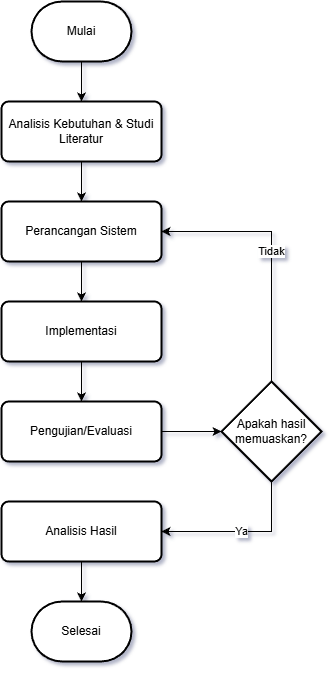 Mulai
Analisis Kebutuhan & Studi
Literatur
Perancangan Sistem
Tidak
Implementasi
Pengujian/Evaluasi
Apakah hasil
memuaskan?
Analisis Hasil
Ya
Selesai